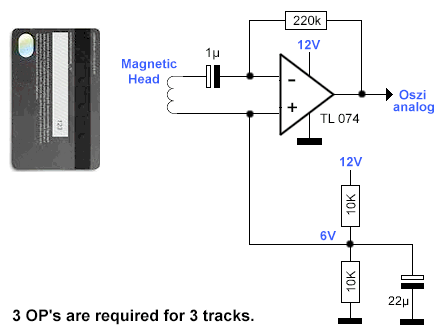 220k
1µ
12V
Magnetic
Head
-
+
TL 074
Oszi
analog
12V
10K
6V
10K
22µ
123
3 OP's are required for 3 tracks.